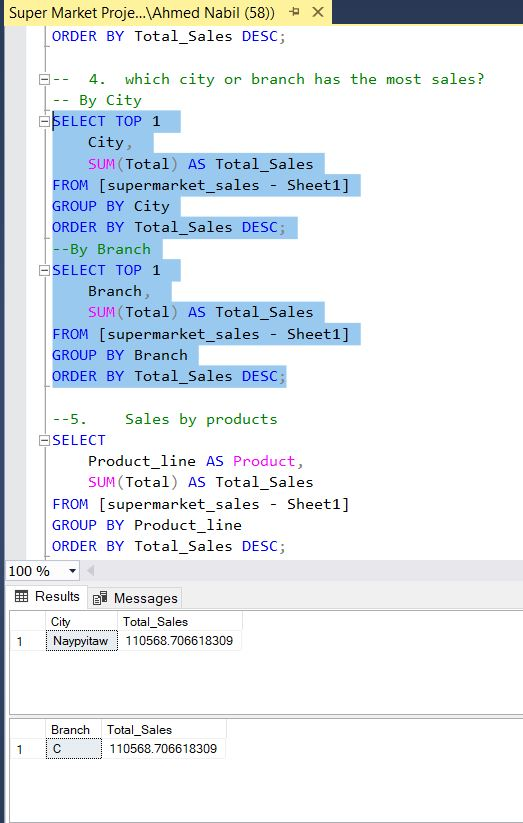 Super Market Proje...\Ahmed Nabil (58))
ORDER BY Total_Sales DESC;
-- 4. which city or branch has the most sales?
-- By City
SELECT TOP 1
City,
SUM(Total) AS Total_Sales
FROM [supermarket_sales - Sheet1]
GROUP BY City
ORDER BY Total_Sales DESC;
--By Branch
SELECT TOP 1
Branch,
SUM(Total) AS Total_Sales
FROM [supermarket_sales - Sheet1]
GROUP BY Branch
ORDER BY Total_Sales DESC;
--5. Sales by products
SELECT
Product_line AS Product,
SUM(Total) AS Total_Sales
FROM [supermarket_sales - Sheet1]
GROUP BY Product_line
ORDER BY Total_Sales DESC;
100 %
Results Messages
City Total_Sales
1 Naypyitaw 110568.706618309
Branch Total_Sales
1 C 110568.706618309